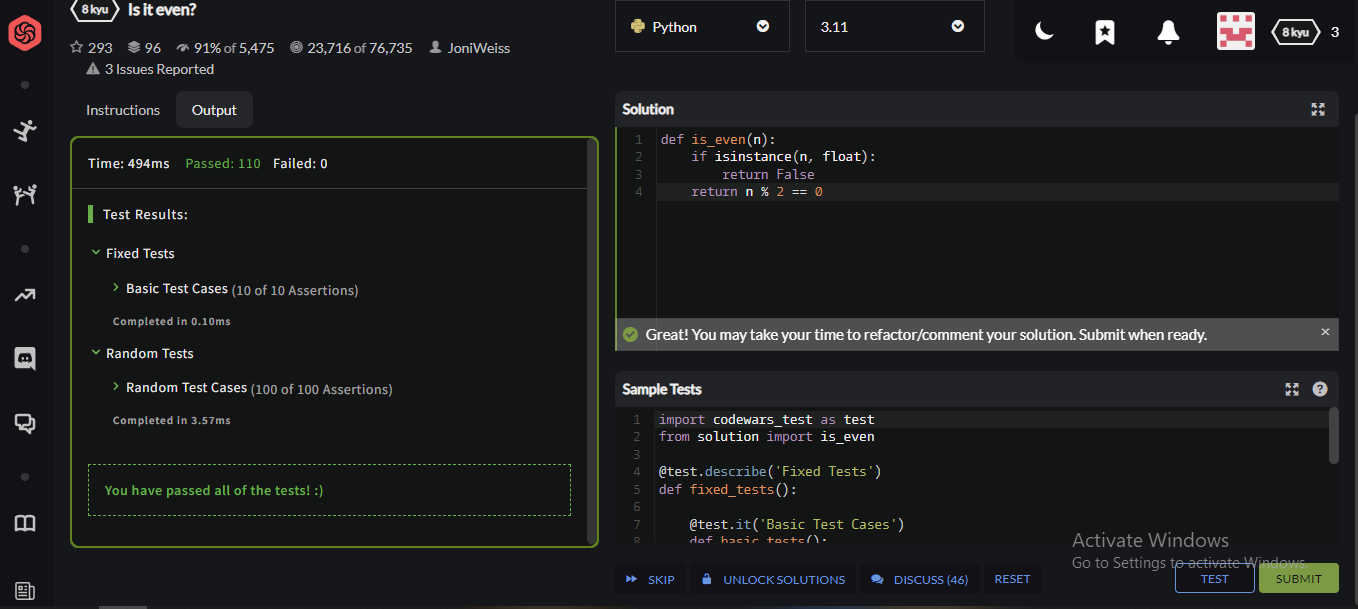 8 kyu Is it even?
293 96 91% of 5,475 23,716 of 76,735 JoniWeiss
3 Issues Reported
Python
3.11
8 kyu 3
Instructions
Output
Time: 494ms Passed: 110 Failed: 0
Test Results:
Fixed Tests
Basic Test Cases (10 of 10 Assertions)
Completed in 0.10ms
Random Tests
Random Test Cases (100 of 100 Assertions)
Completed in 3.57ms
You have passed all of the tests! :)
Solution
1 def is_even(n):
2 if isinstance(n, float):
3 return False
4 return n % 2 == 0
Great! You may take your time to refactor/comment your solution. Submit when ready.
Sample Tests
1 import codewars_test as test
2 from solution import is_even
3
4 @test.describe('Fixed Tests')
5 def fixed_tests():
6
7 @test.it('Basic Test Cases')
8 def basic_tests():
SKIP
UNLOCK SOLUTIONS
DISCUSS (46)
RESET
TEST
SUBMIT
Activate Windows
Go to Settings to activate Windows.